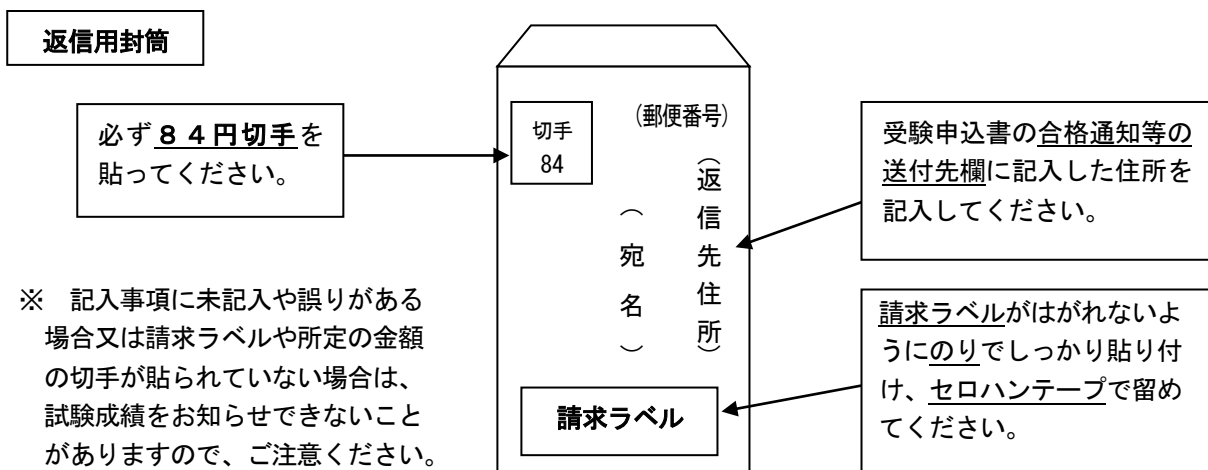 返信用封筒
必ず８４円切手を
貼ってください。
切手
84
（郵便番号）
（返信先住所）
（宛名）
請求ラベル
受験申込書の合格通知等の
送付先欄に記入した住所を
記入してください。
請求ラベルがはがれないよ
うにのりでしっかり貼り付
け、セロハンテープで留め
てください。
※　記入事項に未記入や誤りがある
場合又は請求ラベルや所定の金額
の切手が貼られていない場合は、
試験成績をお知らせできないこと
がありますので、ご注意ください。